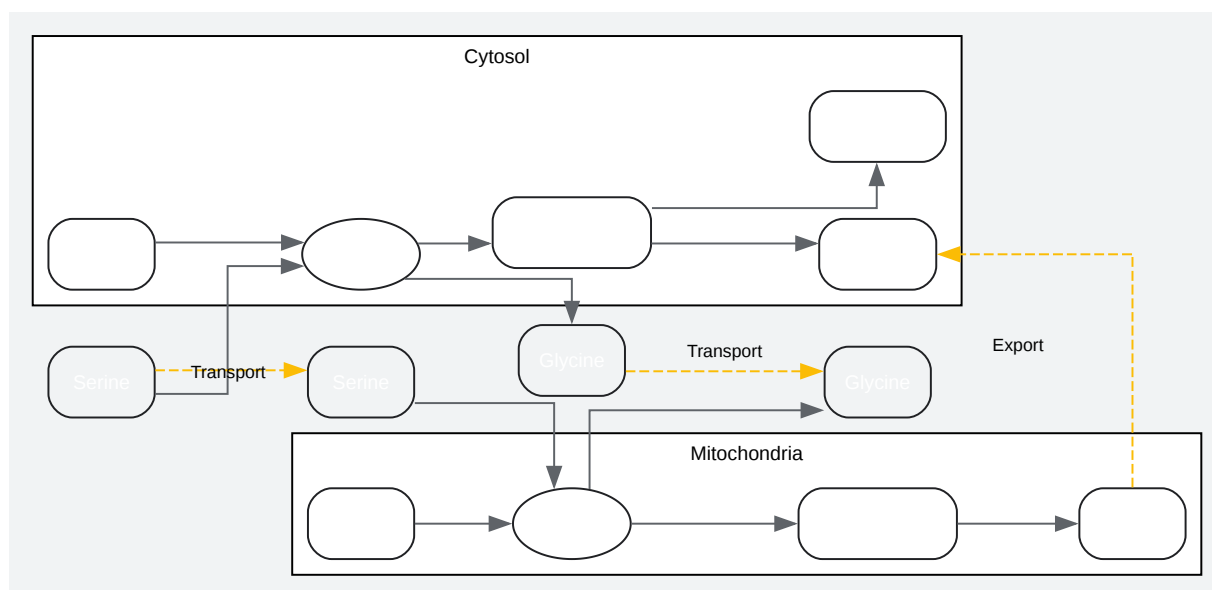 Cytosol
Glycine
Transport
Export
Transport
Serine
Serine
Glycine
Mitochondria